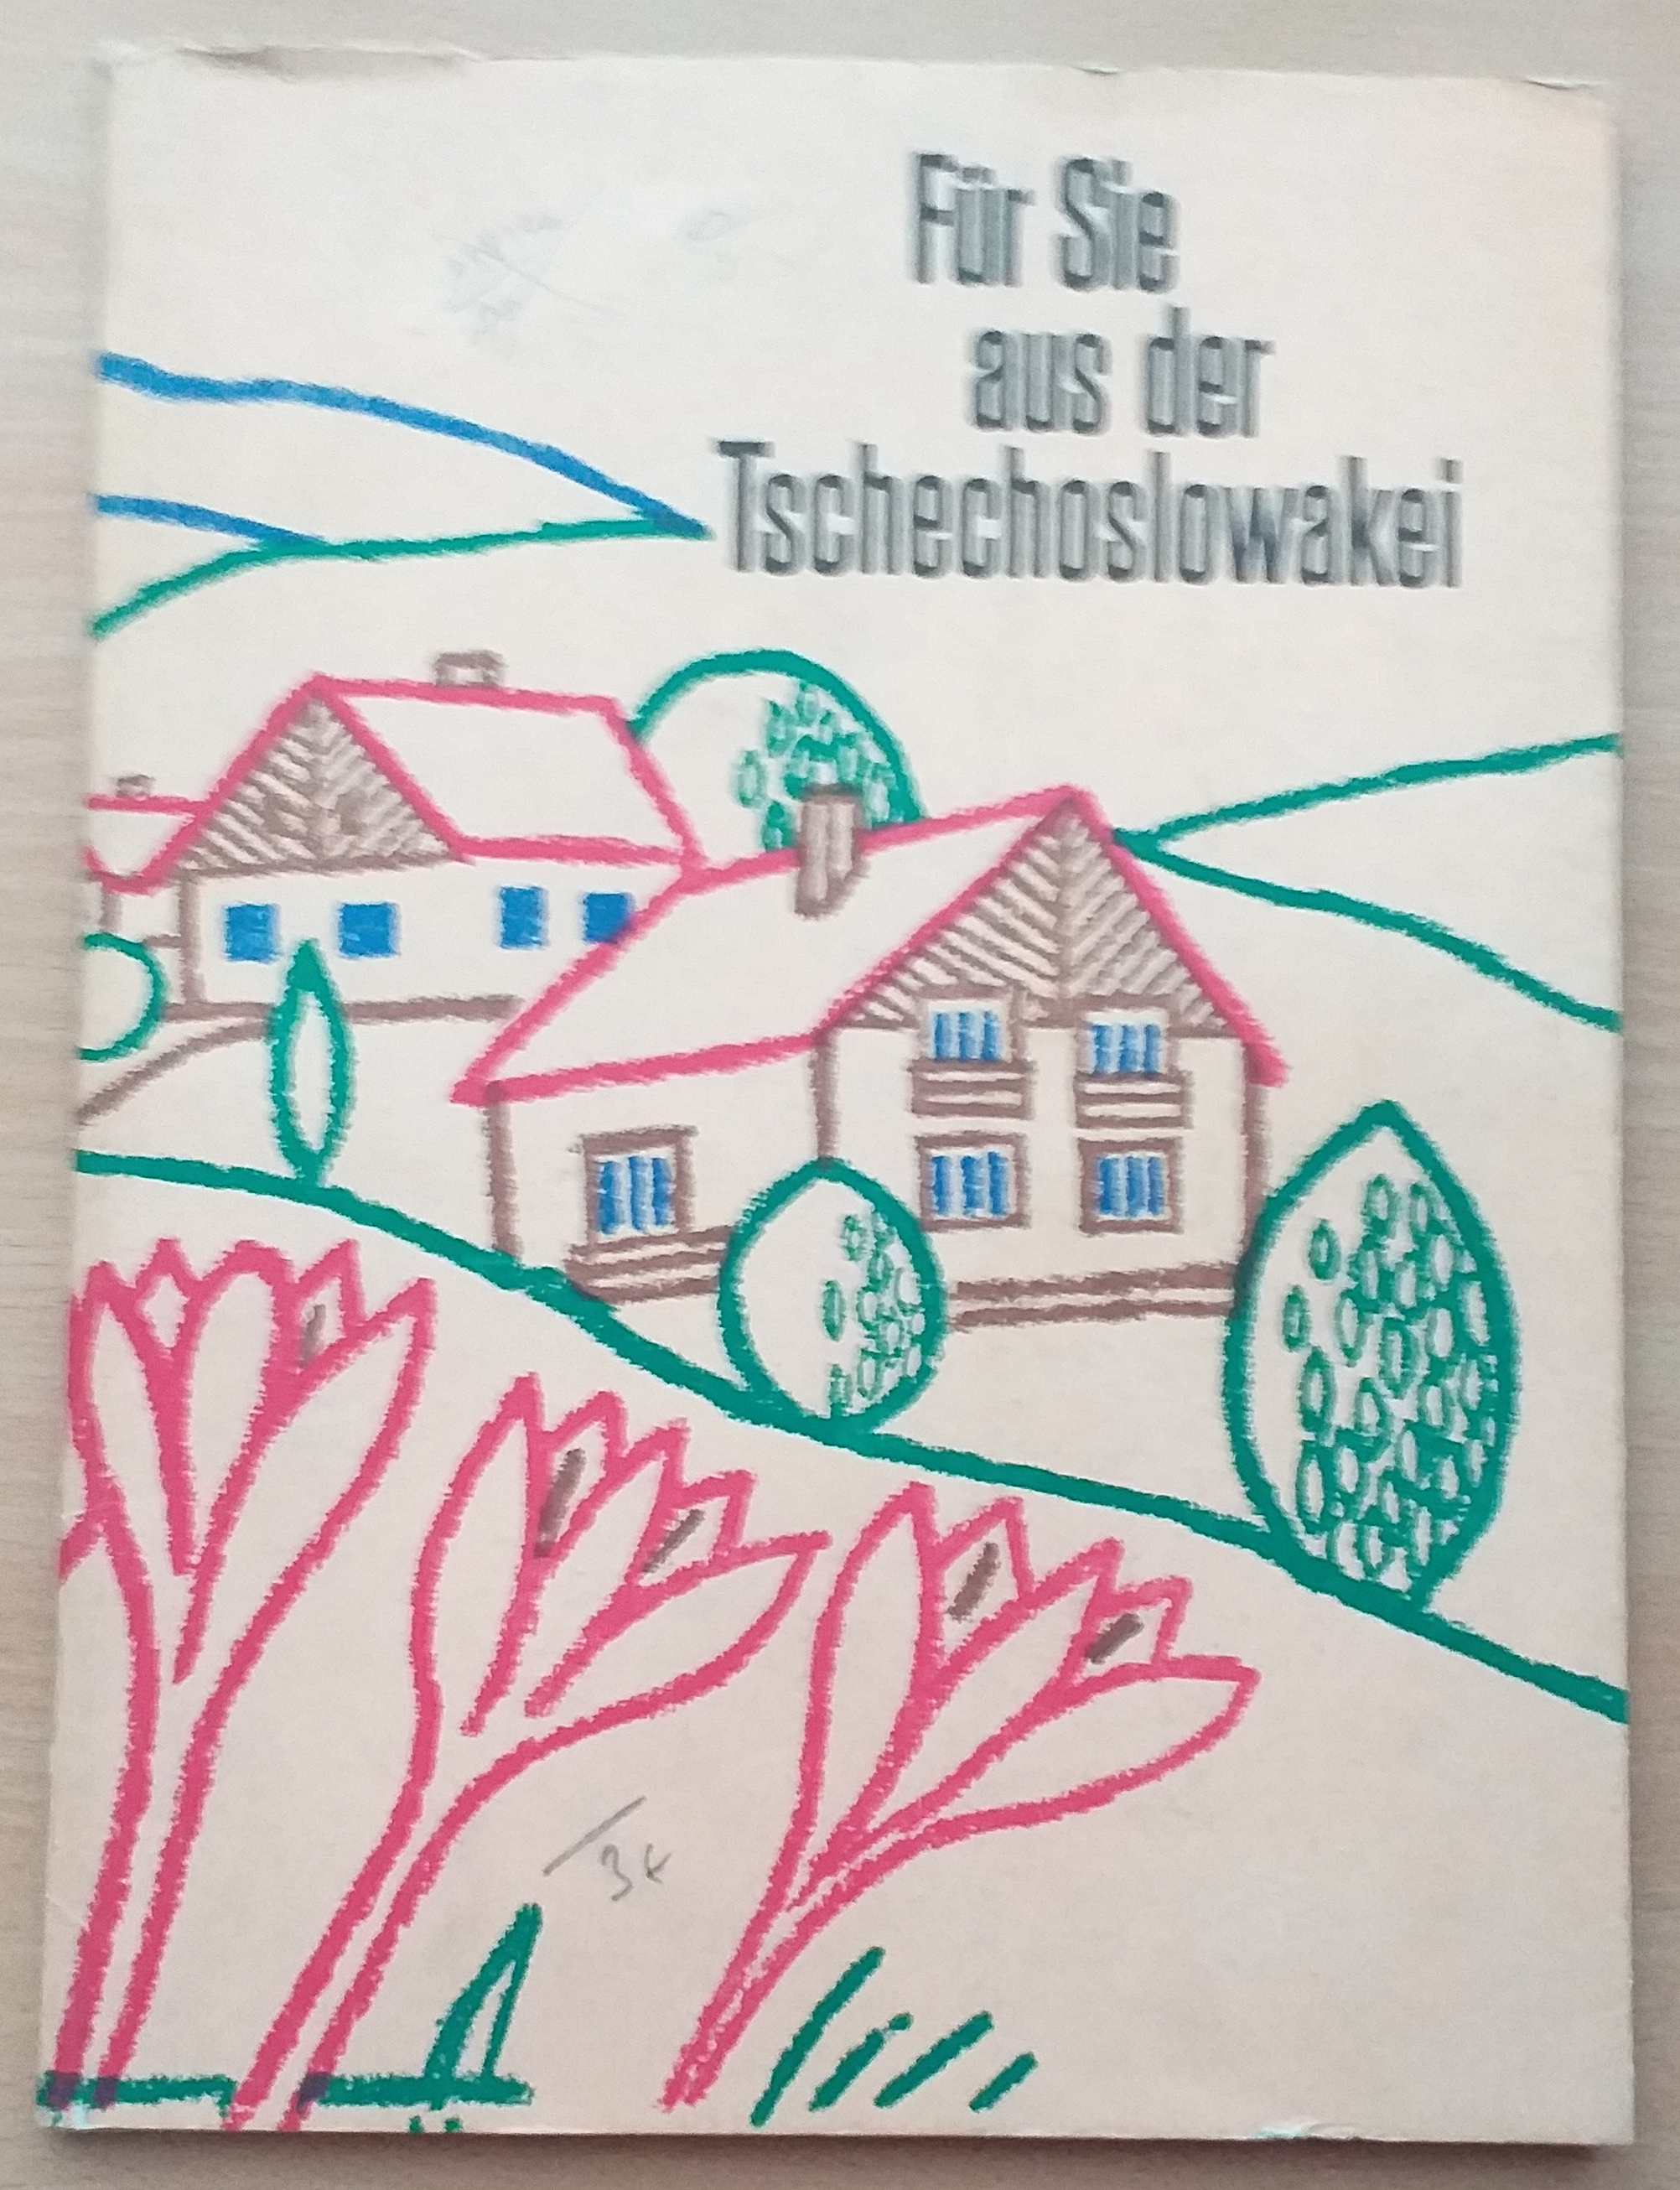 Für Sie
aus der
Tschechoslowakei